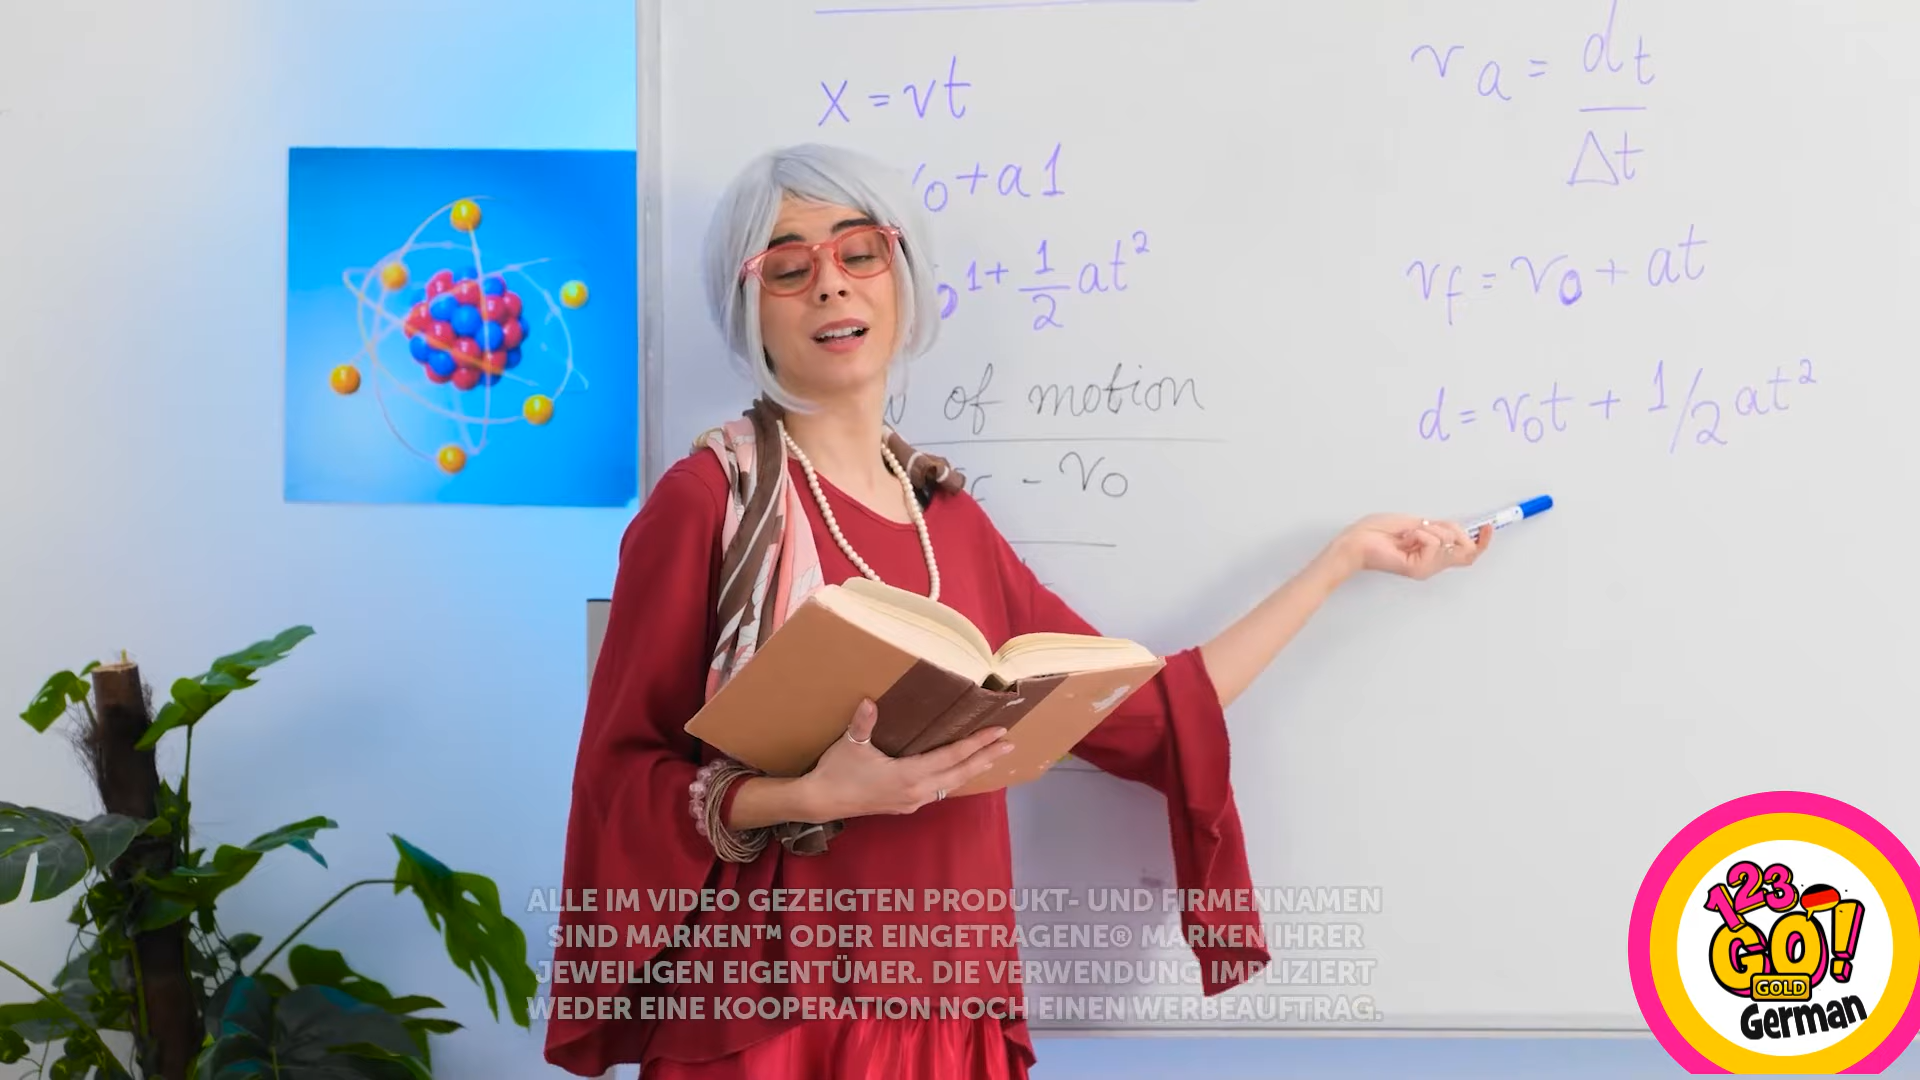 x = vt
0 + a1
1 + 1/2 at²
of motion
- v0
va = dt
Δt
vf = v0 + at
d = v0t + 1/2 at²
ALLE IM VIDEO GEZEIGTEN PRODUKT- UND FIRMENNAMEN
SIND MARKEN™ ODER EINGETRAGENE® MARKEN IHRER
JEWEILIGEN EIGENTÜMER. DIE VERWENDUNG IMPLIZIERT
WEDER EINE KOOPERATION NOCH EINEN WERBEAUFTRAG.
123
GO!
GOLD
German